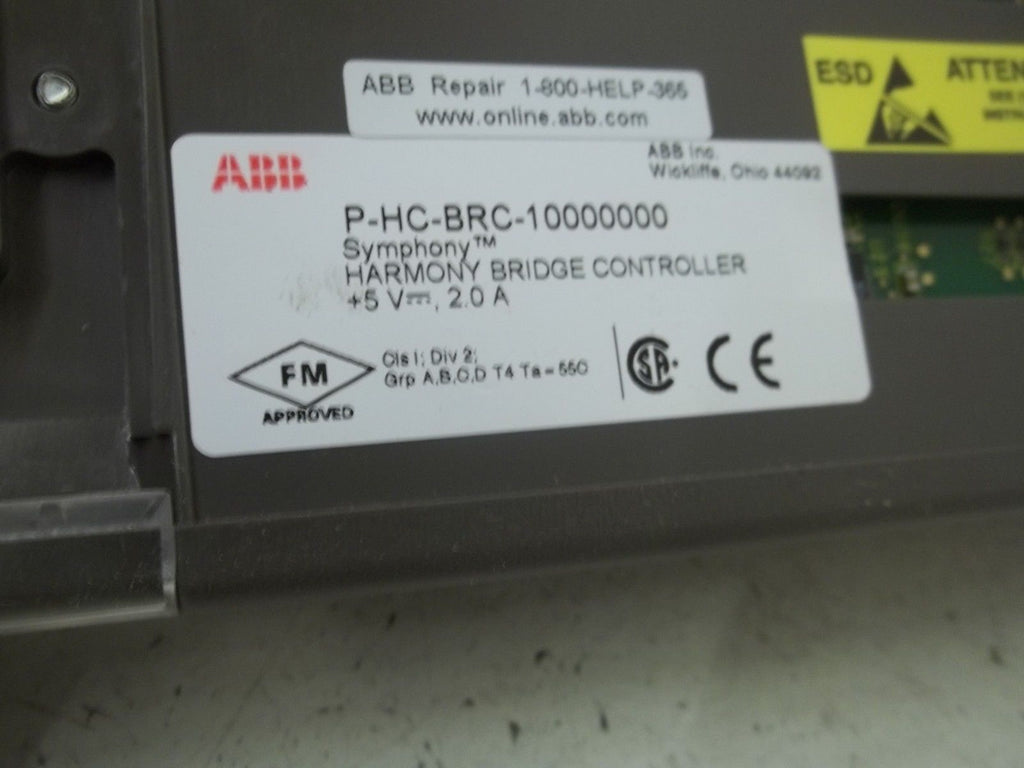 ABB Repair 1-800-HELP-365
www.online.abb.com
ESD
ATTEN
ABB
ABB Inc.
Wickliffe, Ohio 44092
P-HC-BRC-10000000
Symphony™
HARMONY BRIDGE CONTROLLER
+5 V⎓, 2.0 A
FM
APPROVED
Cls I; Div 2;
Grp A,B,C,D T4 Ta=55C
SA
CE